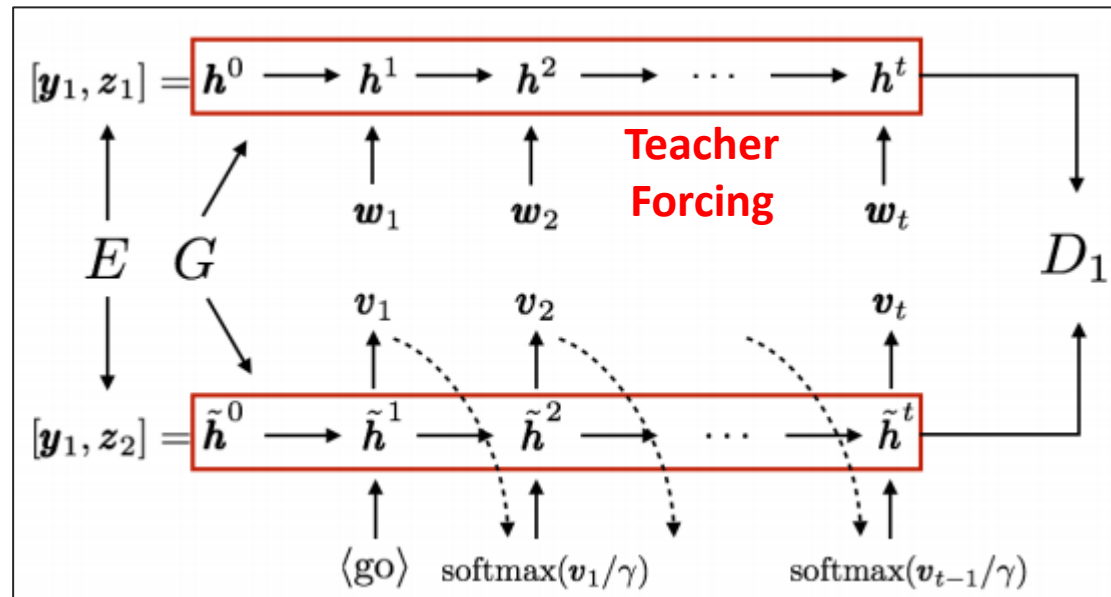 [y₁, z₁] = h⁰ h¹ h² ··· hᵗ
Teacher
Forcing
w₁ w₂ wₜ
E G D₁
v₁ v₂ vₜ
[y₁, z₂] = h̃⁰ h̃¹ h̃² ··· h̃ᵗ
⟨go⟩ softmax(v₁/γ) softmax(vₜ₋₁/γ)